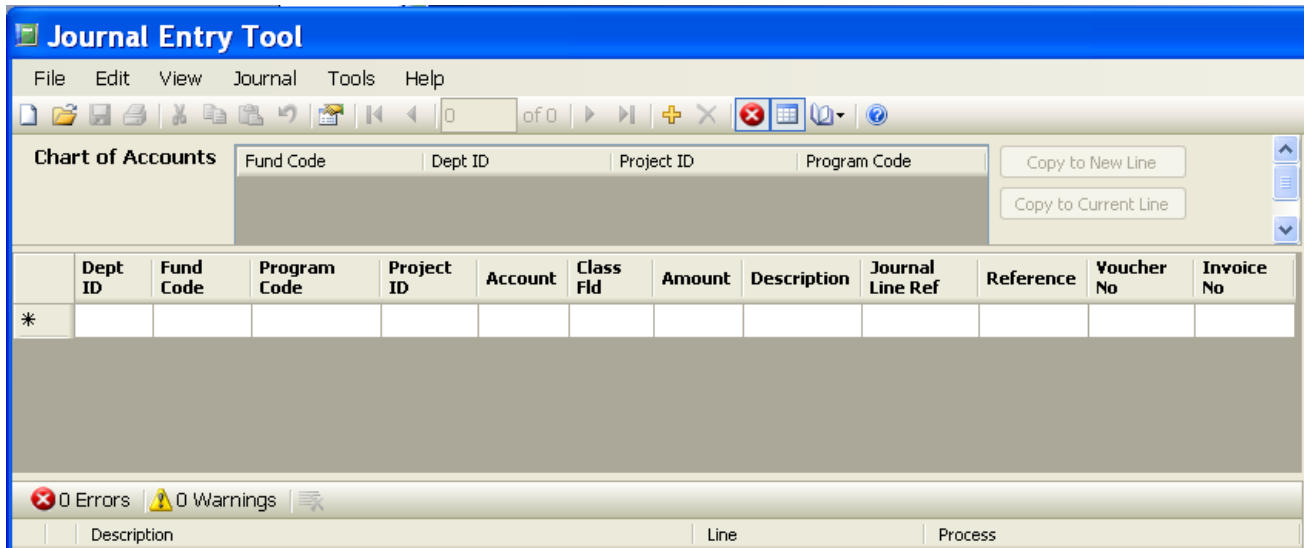 Journal Entry Tool
File Edit View Journal Tools Help
0 of 0
Chart of Accounts Fund Code Dept ID Project ID Program Code Copy to New Line
Copy to Current Line
Dept ID Fund Code Program Code Project ID Account Class Fld Amount Description Journal Line Ref Reference Voucher No Invoice No
*
0 Errors 0 Warnings
Description Line Process